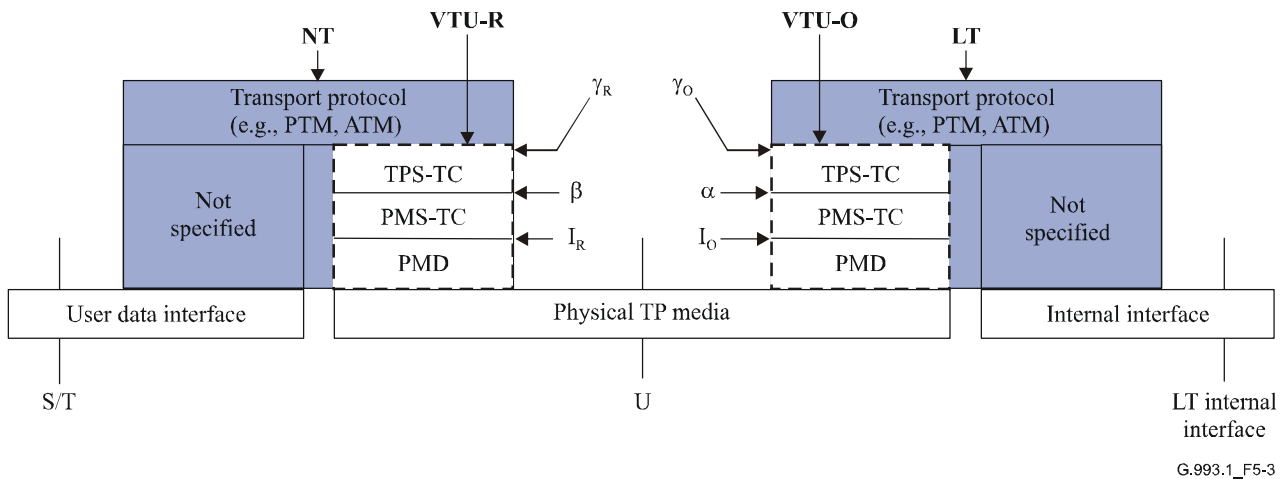 NT
VTU-R
VTU-O
LT
Transport protocol
(e.g., PTM, ATM)
γR
γO
Transport protocol
(e.g., PTM, ATM)
Not
specified
TPS-TC
PMS-TC
PMD
β
IR
α
IO
TPS-TC
PMS-TC
PMD
Not
specified
User data interface
Physical TP media
Internal interface
S/T
U
LT internal
interface
G.993.1_F5-3